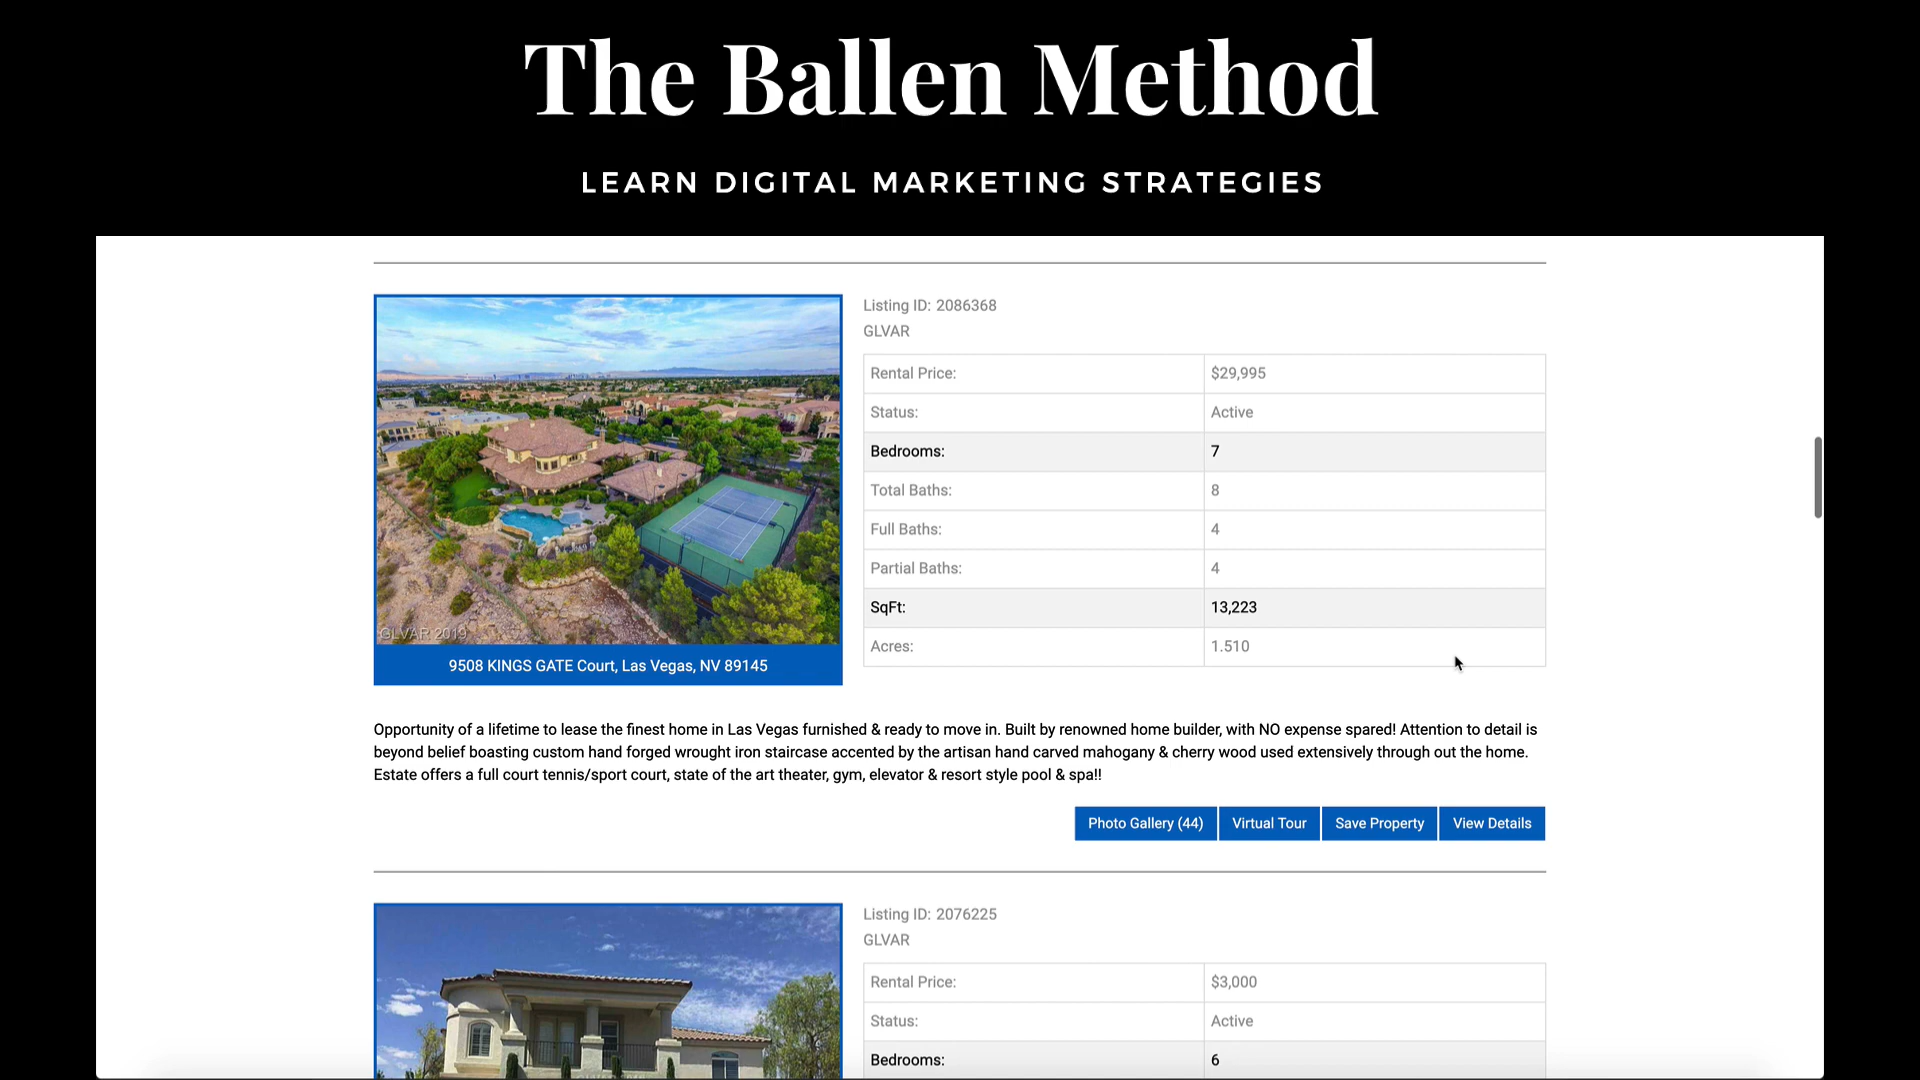 The Ballen Method
LEARN DIGITAL MARKETING STRATEGIES
Listing ID: 2086368
GLVAR
Rental Price: $29,995
Status: Active
Bedrooms: 7
Total Baths: 8
Full Baths: 4
Partial Baths: 4
SqFt: 13,223
Acres: 1.510
GLVAR 2019
9508 KINGS GATE Court, Las Vegas, NV 89145
Opportunity of a lifetime to lease the finest home in Las Vegas furnished & ready to move in. Built by renowned home builder, with NO expense spared! Attention to detail is
beyond belief boasting custom hand forged wrought iron staircase accented by the artisan hand carved mahogany & cherry wood used extensively through out the home.
Estate offers a full court tennis/sport court, state of the art theater, gym, elevator & resort style pool & spa!!
Photo Gallery (44) Virtual Tour Save Property View Details
Listing ID: 2076225
GLVAR
Rental Price: $3,000
Status: Active
Bedrooms: 6